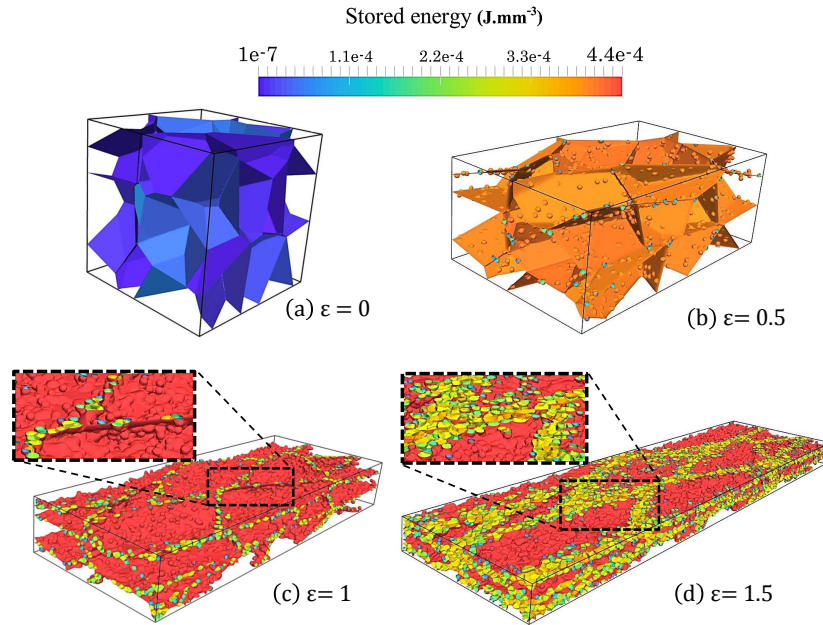 Stored energy (J.mm⁻³)
1e-7 1.1e-4 2.2e-4 3.3e-4 4.4e-4
(a) ε = 0
(b) ε= 0.5
(c) ε= 1
(d) ε= 1.5